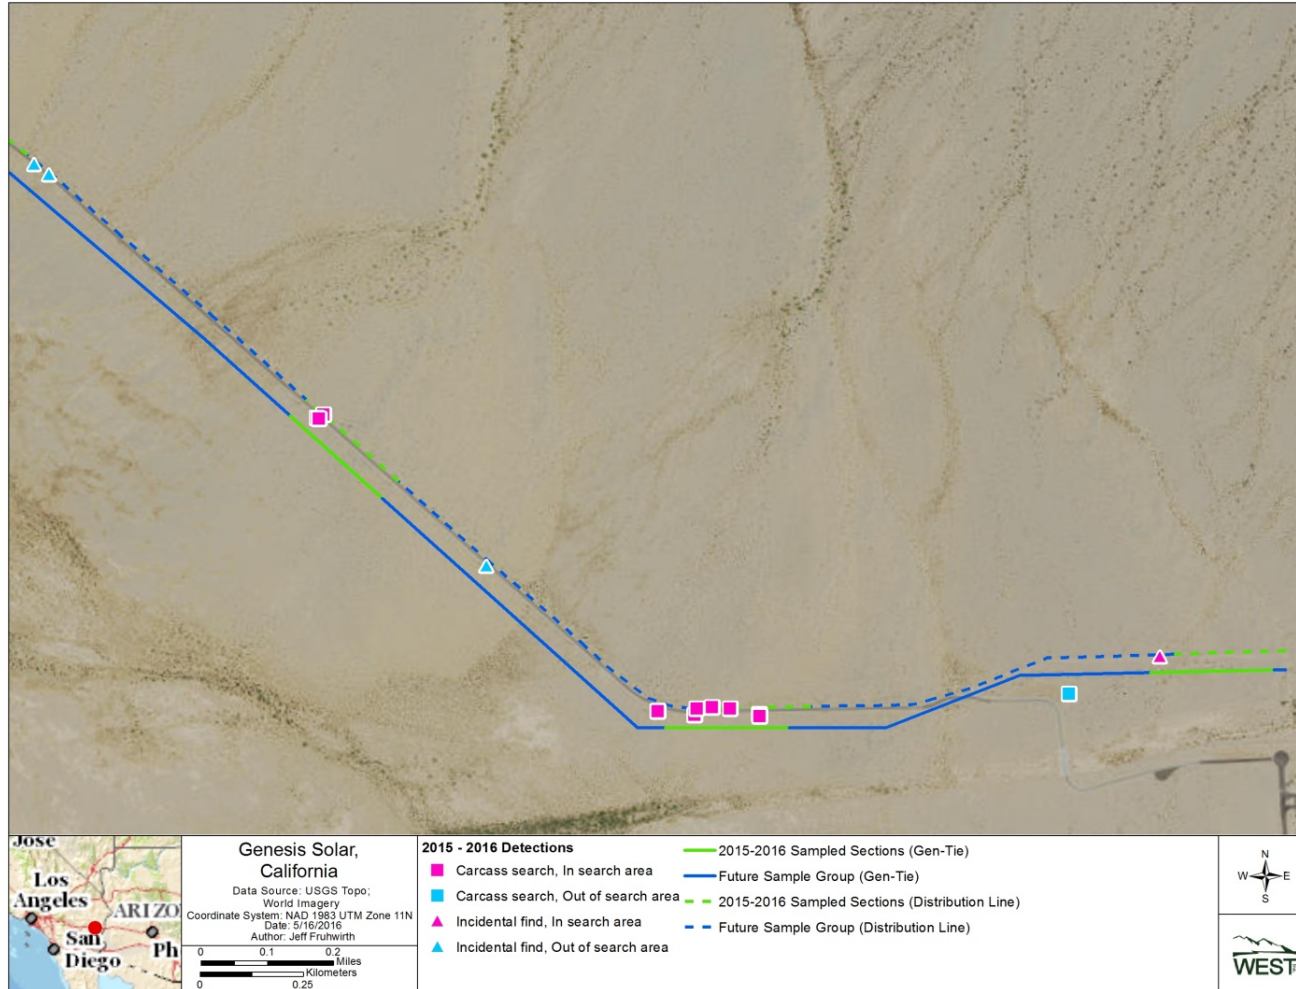 Jose
Los
Angeles
ARIZO
San
Diego
Ph
Genesis Solar,
California
Data Source: USGS Topo;
World Imagery
Coordinate System: NAD 1983 UTM Zone 11N
Date: 5/16/2016
Author: Jeff Fruhwirth
0 0.1 0.2
Miles
Kilometers
0 0.25
2015 - 2016 Detections
Carcass search, In search area
Carcass search, Out of search area
Incidental find, In search area
Incidental find, Out of search area
2015-2016 Sampled Sections (Gen-Tie)
Future Sample Group (Gen-Tie)
2015-2016 Sampled Sections (Distribution Line)
Future Sample Group (Distribution Line)
N
W E
S
WEST